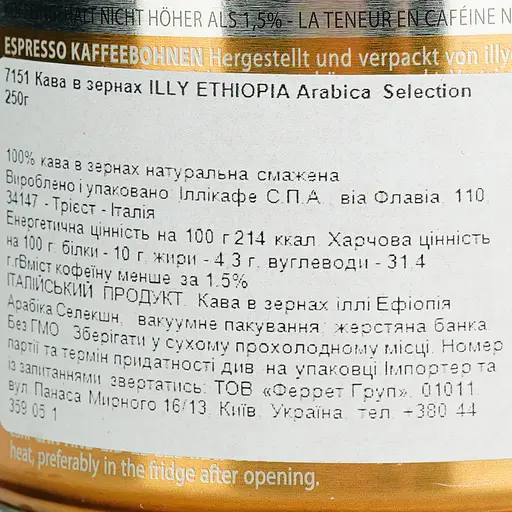 NICHT HÖHER ALS 1,5% - LA TENEUR EN CAFÉINE N
ESPRESSO KAFFEEBOHNEN Hergestellt und verpackt von illy
7151 Кава в зернах ILLY ETHIOPIA Arabica Selection
250г
100% кава в зернах натуральна смажена
Вироблено і упаковано: Іллікафе С.П.А., віа Флавіа, 110,
34147 - Трієст - Італія
Енергетична цінність на 100 г 214 ккал. Харчова цінність
на 100 г: білки - 10 г, жири - 4,3 г, вуглеводи - 31,4
г.гВміст кофеїну менше за 1.5%
ІТАЛІЙСЬКИЙ ПРОДУКТ. Кава в зернах іллі Ефіопія
Арабіка Селекшн, вакуумне пакування, жерстяна банка.
Без ГМО. Зберігати у сухому прохолодному місці. Номер
партії та термін придатності див. на упаковці.Імпортер та
із запитаннями звертатись: ТОВ «Феррет Груп», 01011,
вул.Панаса Мирного 16/13, Київ, Україна, тел. +380 44
359 05 1
heat, preferably in the fridge after opening.